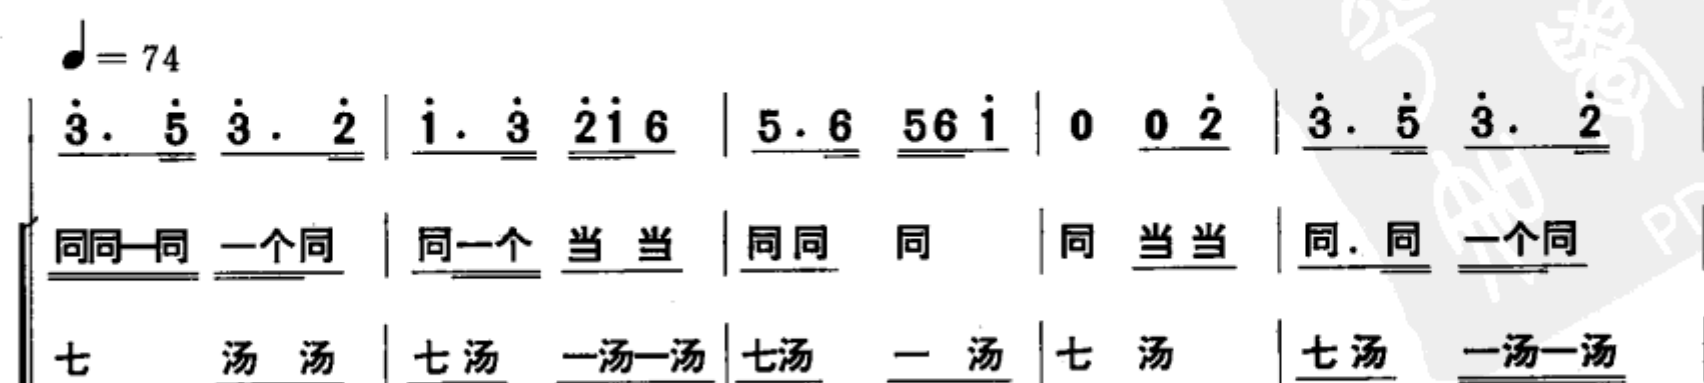 ♩= 74
3̇. 5̇ 3̇. 2̇ | 1̇. 3̇ 2̇1̇6 | 5.6 561̇ | 0 02̇ | 3̇. 5̇ 3̇. 2̇
同同一同 一个同 | 同一个 当 当 | 同同 同 | 同 当当 | 同. 同 一个同
七 汤 汤 | 七汤 一汤一汤 | 七汤 一 汤 | 七 汤 | 七汤 一汤一汤